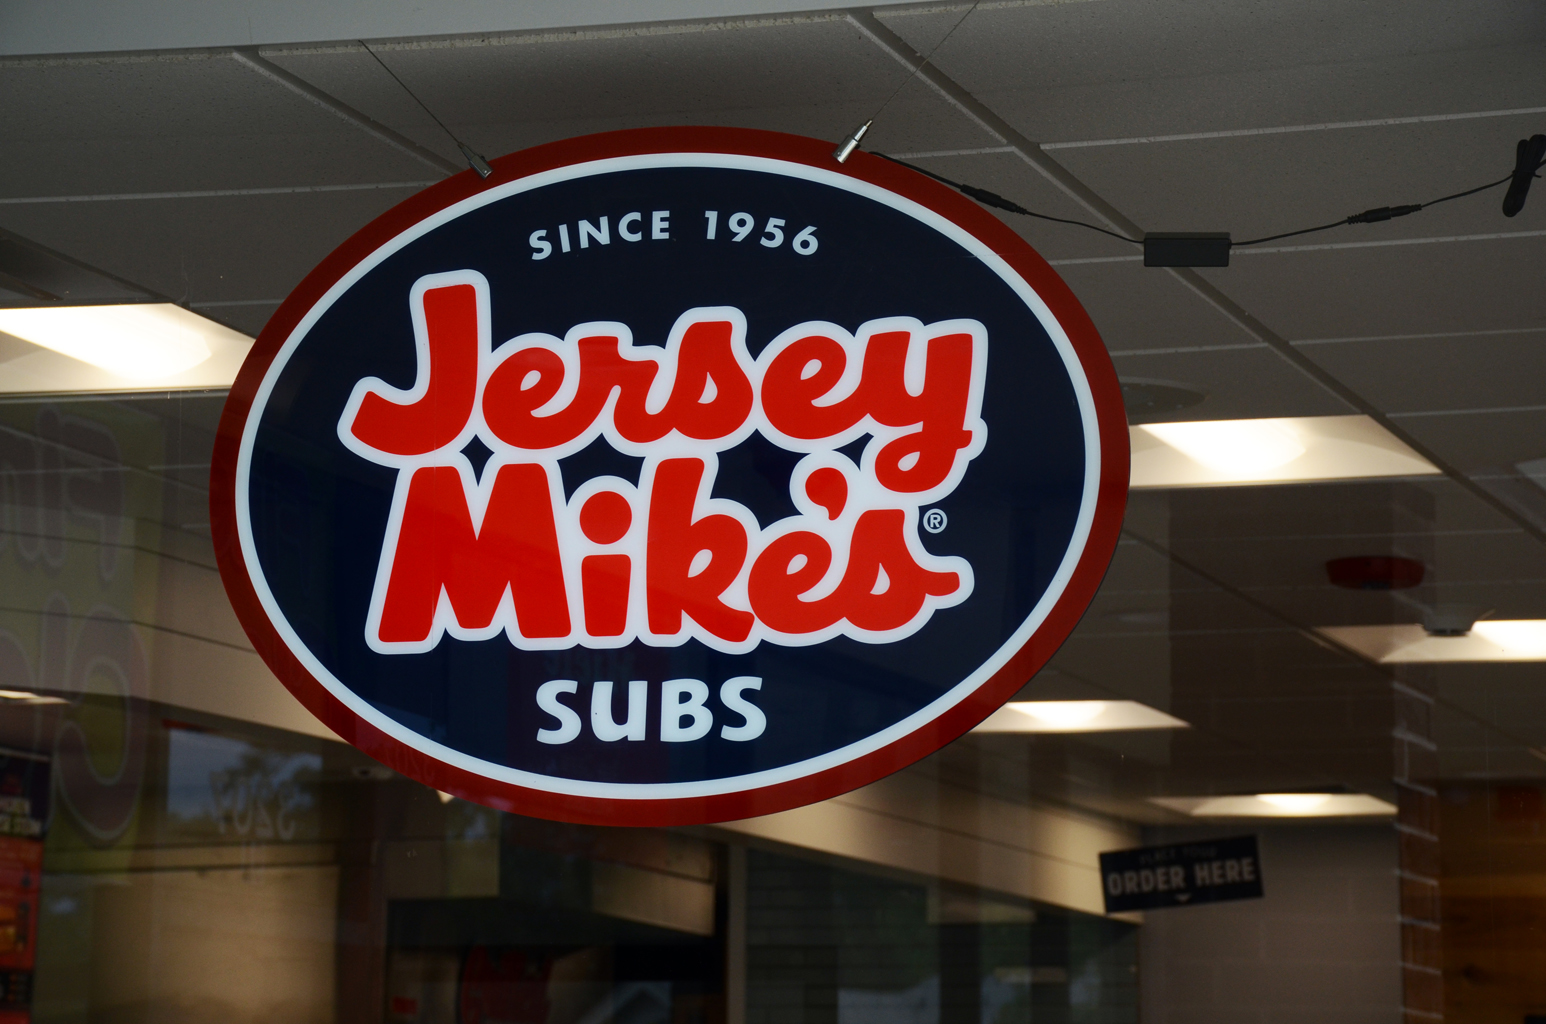 SINCE 1956
Jersey
Mike's®
SUBS
ORDER HERE